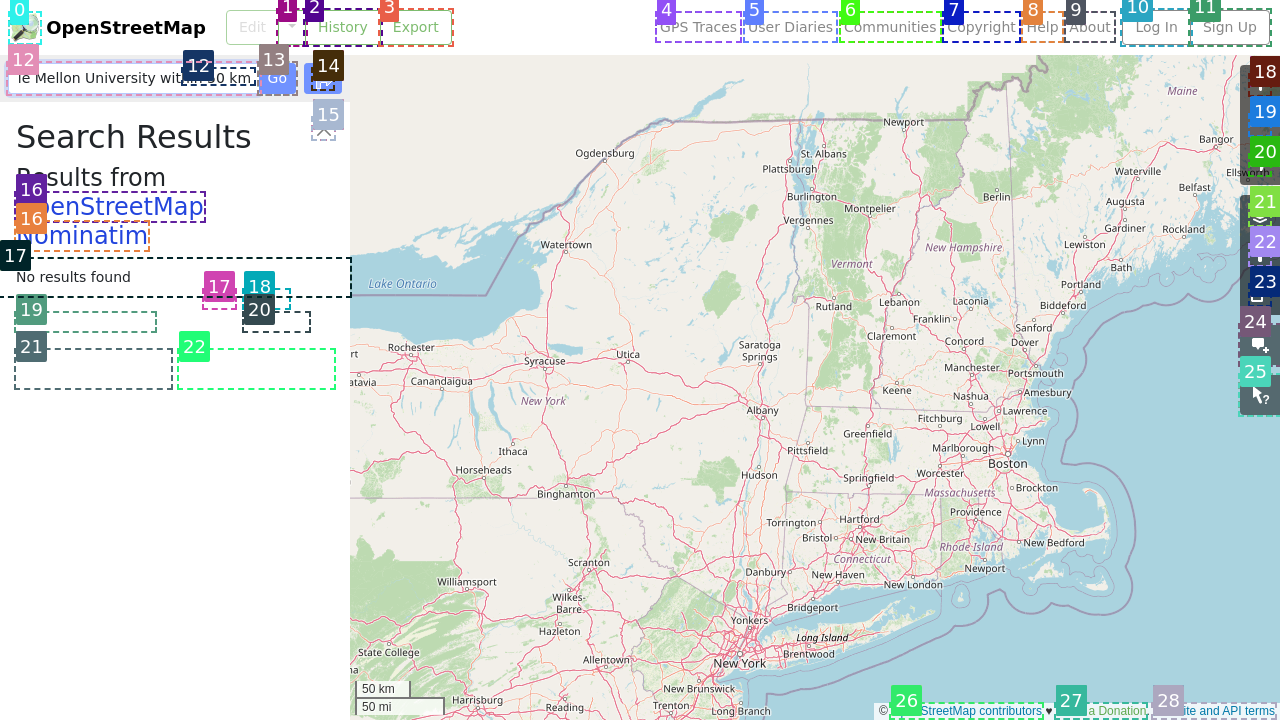 OpenStreetMap
Edit
History
Export
GPS Traces
User Diaries
Communities
Copyright
Help
About
Log In
Sign Up
0
1
2
3
4
5
6
7
8
9
10
11
12
12
13
14
ie Mellon University within 50 km
Go
15
Search Results
Results from
16
OpenStreetMap
16
Nominatim
17
No results found
17
18
19
20
21
22
18
19
20
21
22
23
24
25
Maine
Newport
Bangor
Ogdensburg
St. Albans
Plattsburgh
Waterville
Ellsworth
Berlin
Belfast
Burlington
Augusta
Montpelier
Vergennes
Gardiner
Rockland
Watertown
New Hampshire
Lewiston
Vermont
Bath
Lake Ontario
Portland
Rutland
Lebanon
Laconia
Biddeford
Franklin
Sanford
Claremont
Concord
Dover
Rochester
Saratoga
Springs
Utica
Syracuse
Manchester
Portsmouth
Canandaigua
atavia
Keene
Nashua
Amesbury
New York
Albany
Fitchburg
Lawrence
Lowell
Greenfield
Lynn
Ithaca
Pittsfield
Marlborough
Boston
Horseheads
Hudson
Springfield
Worcester
Brockton
Binghamton
Massachusetts
Providence
Torrington
Hartford
Bristol
New Britain
New Bedford
Rhode Island
Connecticut
Scranton
Danbury
New Haven
Newport
Williamsport
New London
Wilkes-
Barre
Bridgeport
Yonkers
Hazleton
Long Island
State College
Brentwood
Allentown
New York
New Brunswick
Harrisburg
Reading
Trenton
Long Branch
50 km
50 mi
26
27
28
© OpenStreetMap contributors ♥ Make a Donation. Website and API terms